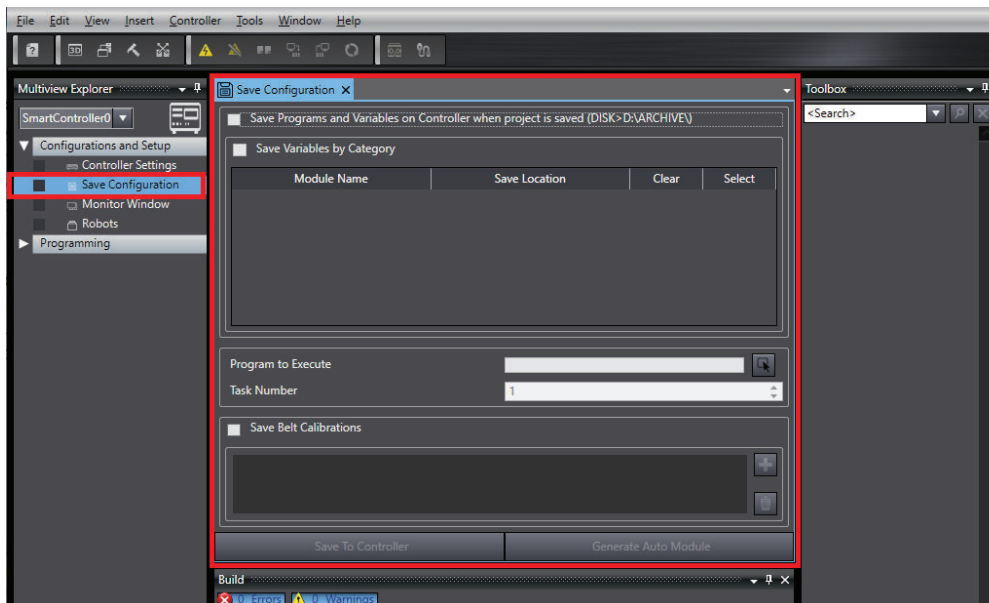 File Edit View Insert Controller Tools Window Help
Multiview Explorer
SmartController0
Configurations and Setup
Controller Settings
Save Configuration
Monitor Window
Robots
Programming
Save Configuration
Save Programs and Variables on Controller when project is saved (DISK>D:\ARCHIVE\)
Save Variables by Category
Module Name Save Location Clear Select
Program to Execute
Task Number 1
Save Belt Calibrations
Save To Controller Generate Auto Module
Build
0 Errors 0 Warnings
Toolbox
<Search>